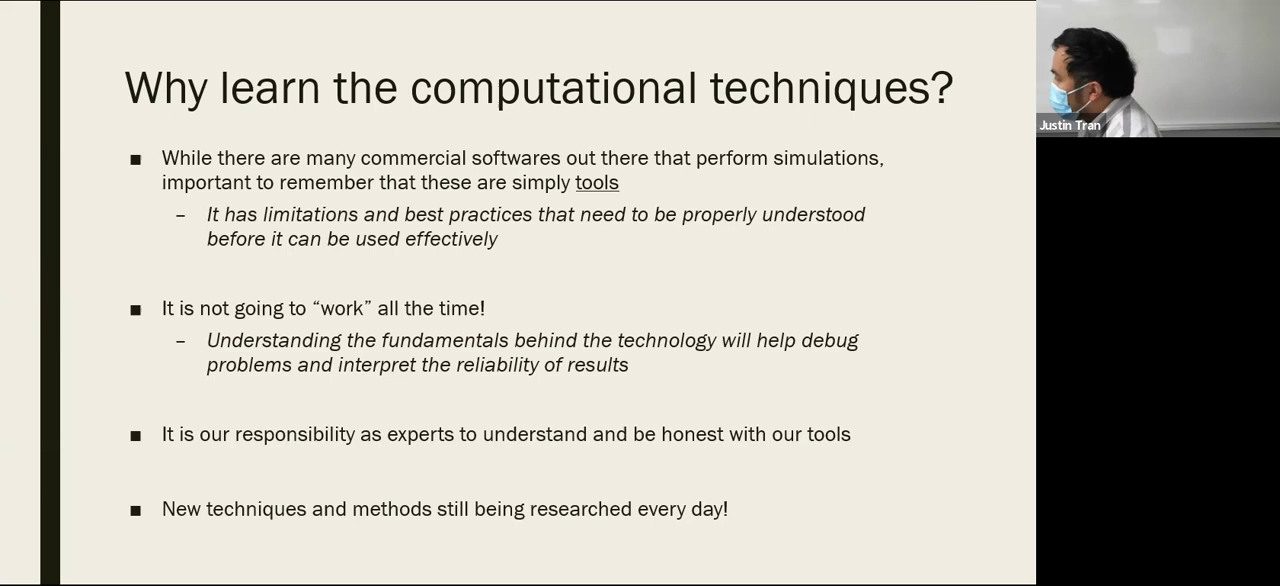 Why learn the computational techniques?
■ While there are many commercial softwares out there that perform simulations,
important to remember that these are simply tools
– It has limitations and best practices that need to be properly understood
before it can be used effectively
■ It is not going to “work” all the time!
– Understanding the fundamentals behind the technology will help debug
problems and interpret the reliability of results
■ It is our responsibility as experts to understand and be honest with our tools
■ New techniques and methods still being researched every day!
Justin Tran